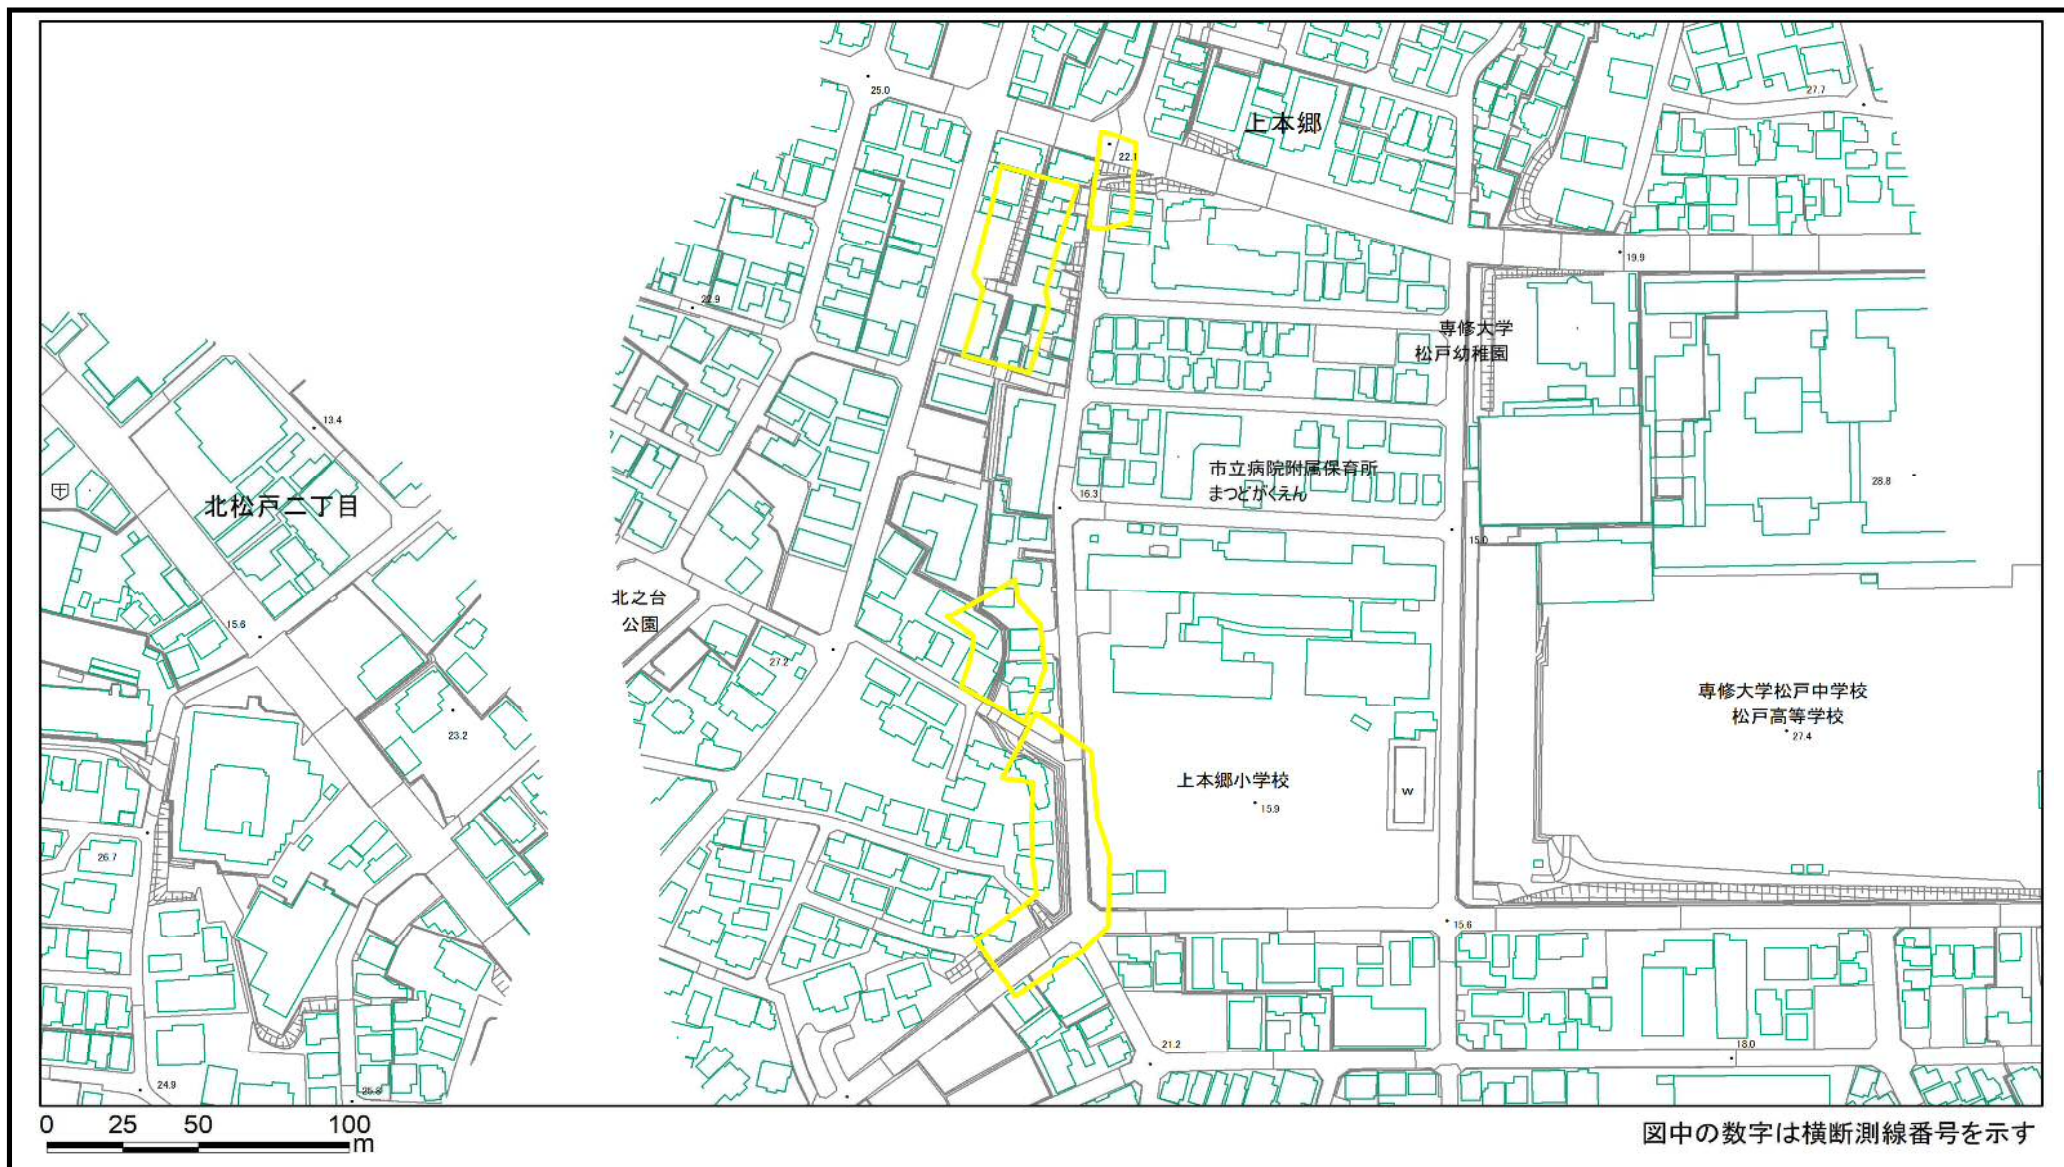 25.0
27.7
上本郷
22.1
19.9
22.9
専修大学
松戸幼稚園
13.4
市立病院附属保育所
まつどがくえん
28.8
16.3
北松戸二丁目
15.0
北之台
公園
15.6
27.2
専修大学松戸中学校
松戸高等学校
27.4
23.2
上本郷小学校
15.9
W
26.7
15.6
21.2
18.0
24.9
25.8
0 25 50 100
m
図中の数字は横断測線番号を示す